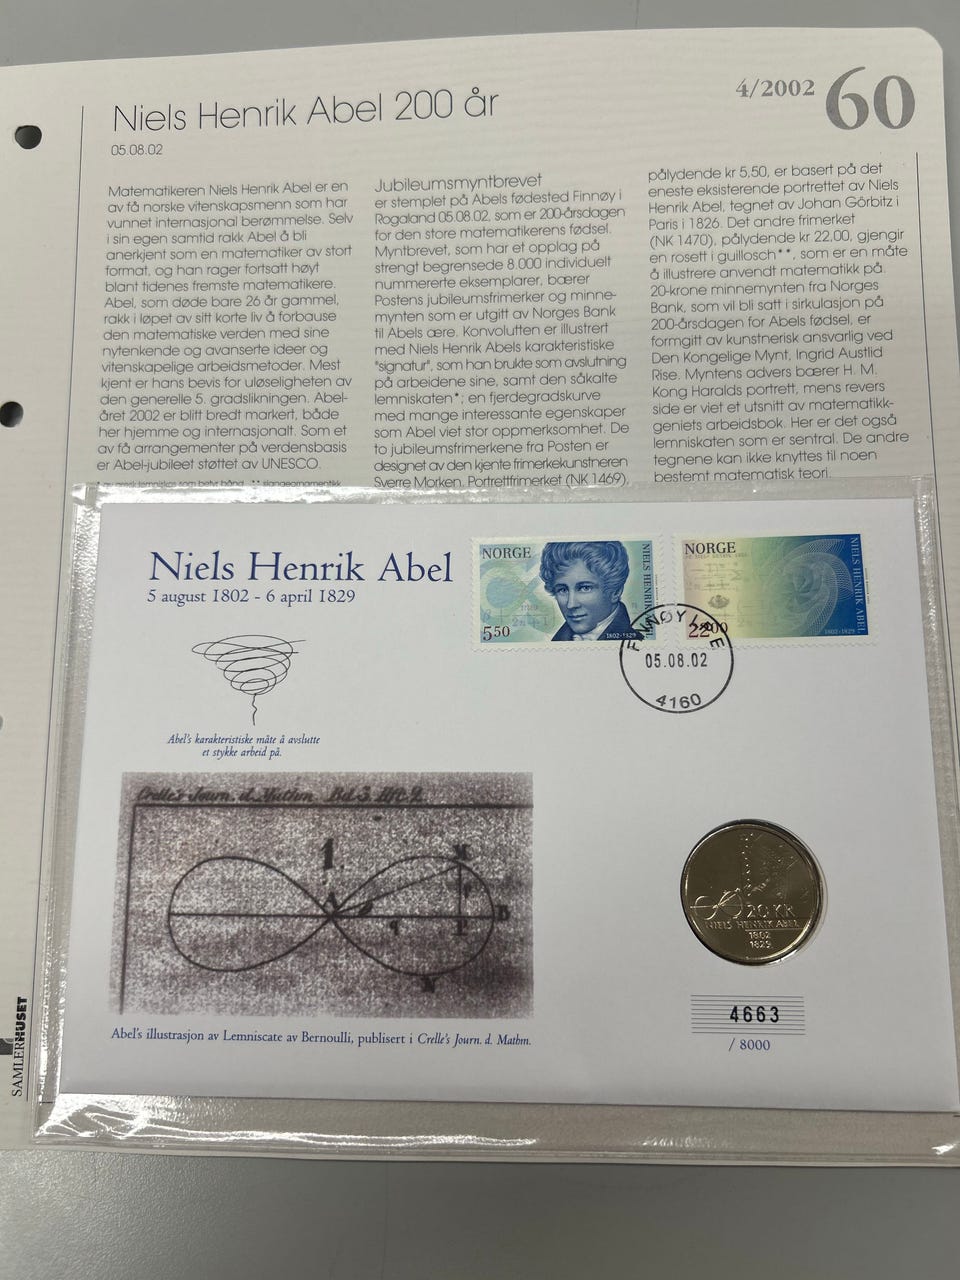 Niels Henrik Abel 200 år
05.08.02
4/2002 60
Matematikeren Niels Henrik Abel er en
av få norske vitenskapsmenn som har
vunnet internasjonal berømmelse. Selv
i sin egen samtid rakk Abel å bli
anerkjent som en matematiker av stort
format, og han rager fortsatt høyt
blant tidenes fremste matematikere.
Abel, som døde bare 26 år gammel,
rakk i løpet av sitt korte liv å forbause
den matematiske verden med sine
nytenkende og avanserte ideer og
vitenskapelige arbeidsmetoder. Mest
kjent er hans bevis for uløseligheten av
den generelle 5. gradslikningen. Abel-
året 2002 er blitt bredt markert, både
her hjemme og internasjonalt. Som et
av få arrangementer på verdensbasis
er Abel-jubileet støttet av UNESCO.
Jubileumsmyntbrevet
er stemplet på Abels fødested Finnøy i
Rogaland 05.08.02, som er 200-årsdagen
for den store matematikerens fødsel.
Myntbrevet, som har et opplag på
strengt begrensede 8.000 individuelt
nummererte eksemplarer, bærer
Postens jubileumsfrimerker og minne-
mynten som er utgitt av Norges Bank
til Abels ære. Konvolutten er illustrert
med Niels Henrik Abels karakteristiske
"signatur", som han brukte som avslutning
på arbeidene sine, samt den såkalte
lemniskaten*; en fjerdegradskurve
med mange interessante egenskaper
som Abel viet stor oppmerksomhet. De
to jubileumsfrimerkene fra Posten er
designet av den kjente frimerkekunstneren
Sverre Morken. Portrettfrimerket (NK 1469),
pålydende kr 5,50, er basert på det
eneste eksisterende portrettet av Niels
Henrik Abel, tegnet av Johan Görbitz i
Paris i 1826. Det andre frimerket
(NK 1470), pålydende kr 22,00, gjengir
en rosett i guillosch**, som er en måte
å illustrere anvendt matematikk på.
20-krone minnemynten fra Norges
Bank, som vil bli satt i sirkulasjon på
200-årsdagen for Abels fødsel, er
formgitt av kunstnerisk ansvarlig ved
Den Kongelige Mynt, Ingrid Austlid
Rise. Myntens advers bærer H. M.
Kong Haralds portrett, mens revers
side er viet et utsnitt av matematikk-
geniets arbeidsbok. Her er det også
lemniskaten som er sentral. De andre
tegnene kan ikke knyttes til noen
bestemt matematisk teori.
Niels Henrik Abel
5 august 1802 - 6 april 1829
Abel's karakteristiske måte å avslutte
et stykke arbeid på.
NORGE
NIELS HENRIK
5 50
1802-1829
NORGE
NIELS HENRIK ABEL
22 00
1802-1829
FINNØY
05.08.02
4160
Crelle's Journ. d. Mathm. Bd.3. Hft.2.
1.
A
M
B
q
P
N
Abel's illustrasjon av Lemniscate av Bernoulli, publisert i Crelle's Journ. d. Mathm.
20 KR
NIELS HENRIK ABEL
1802
1829
4663
/ 8000
SAMLERHUSET